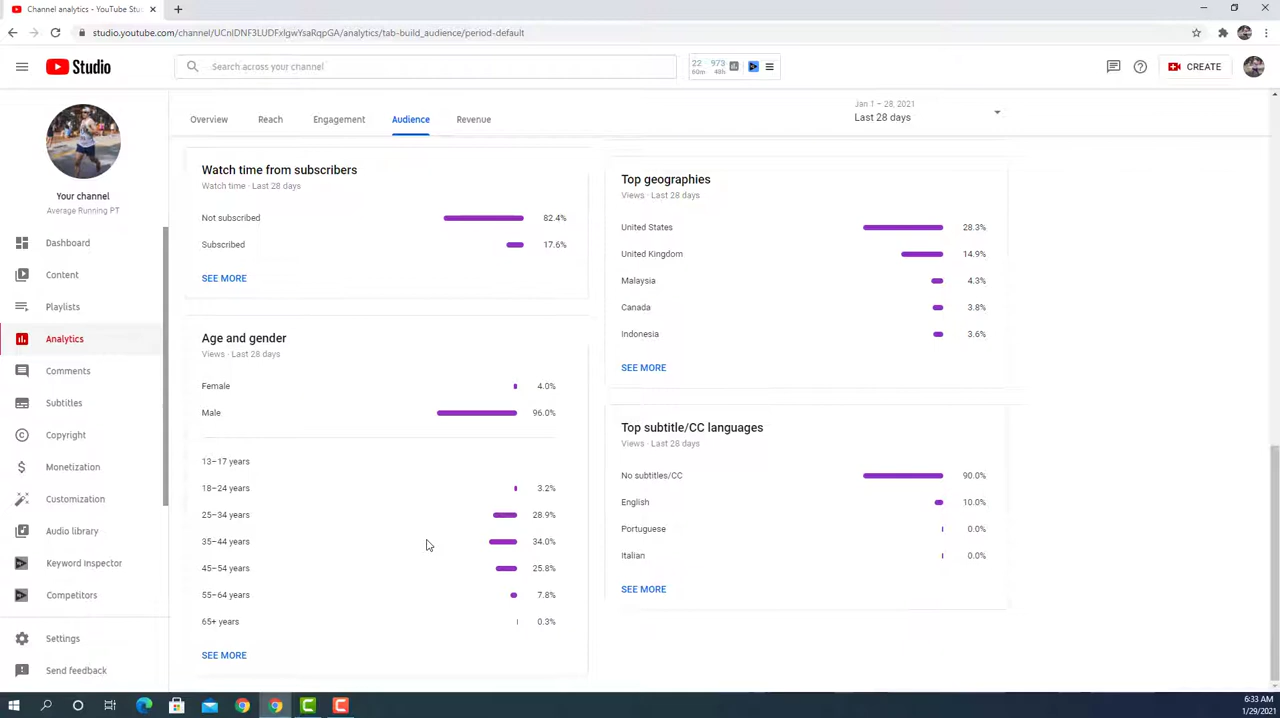 Channel analytics - YouTube Stu
studio.youtube.com/channel/UCnlDNF3LUDFxlgwYsaRqpGA/analytics/tab-build_audience/period-default
Studio
Search across your channel
22 973
60m 48h
CREATE
Your channel
Average Running PT
Dashboard
Content
Playlists
Analytics
Comments
Subtitles
Copyright
Monetization
Customization
Audio library
Keyword Inspector
Competitors
Settings
Send feedback
Overview Reach Engagement Audience Revenue
Jan 1 – 28, 2021
Last 28 days
Watch time from subscribers
Watch time · Last 28 days
Not subscribed 82.4%
Subscribed 17.6%
SEE MORE
Age and gender
Views · Last 28 days
Female 4.0%
Male 96.0%
13–17 years
18–24 years 3.2%
25–34 years 28.9%
35–44 years 34.0%
45–54 years 25.8%
55–64 years 7.8%
65+ years 0.3%
SEE MORE
Top geographies
Views · Last 28 days
United States 28.3%
United Kingdom 14.9%
Malaysia 4.3%
Canada 3.8%
Indonesia 3.6%
SEE MORE
Top subtitle/CC languages
Views · Last 28 days
No subtitles/CC 90.0%
English 10.0%
Portuguese 0.0%
Italian 0.0%
SEE MORE
6:33 AM
1/29/2021